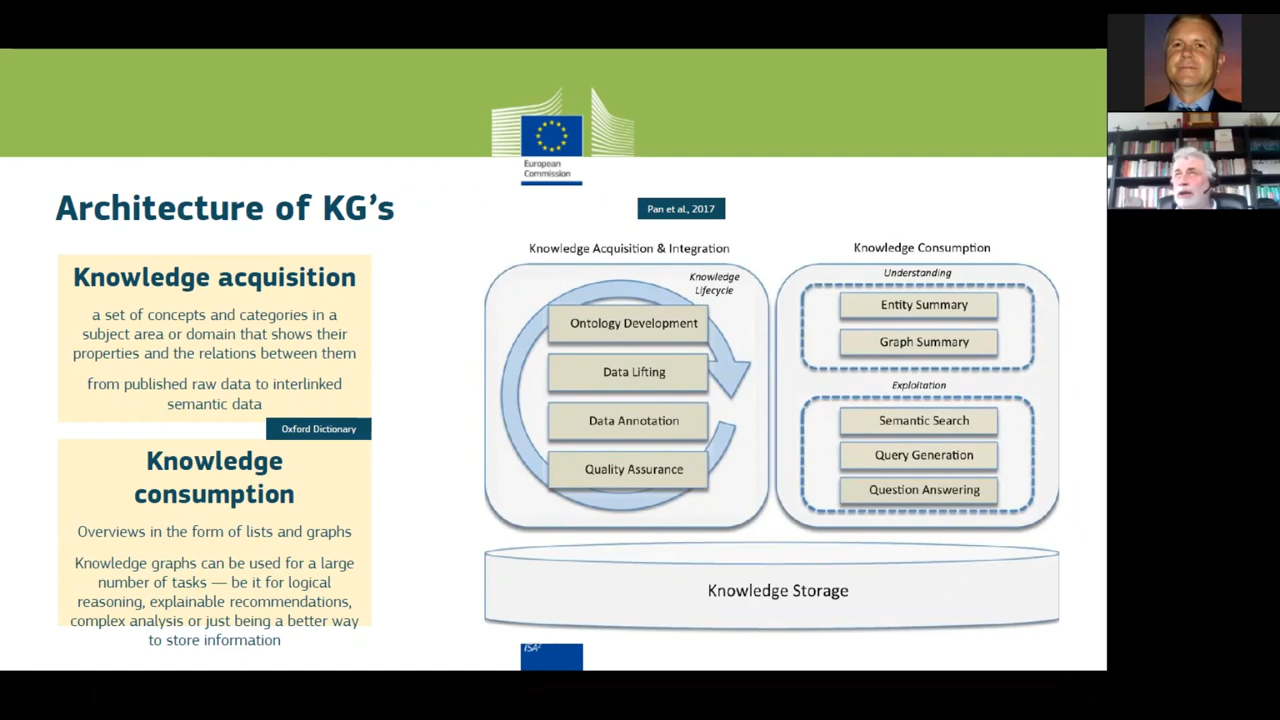 European
Commission
Architecture of KG's
Pan et al., 2017
Knowledge acquisition
a set of concepts and categories in a
subject area or domain that shows their
properties and the relations between them
from published raw data to interlinked
semantic data
Oxford Dictionary
Knowledge
consumption
Overviews in the form of lists and graphs
Knowledge graphs can be used for a large
number of tasks — be it for logical
reasoning, explainable recommendations,
complex analysis or just being a better way
to store information
Knowledge Acquisition & Integration
Knowledge
Lifecycle
Ontology Development
Data Lifting
Data Annotation
Quality Assurance
Knowledge Consumption
Understanding
Entity Summary
Graph Summary
Exploitation
Semantic Search
Query Generation
Question Answering
Knowledge Storage
ISA²